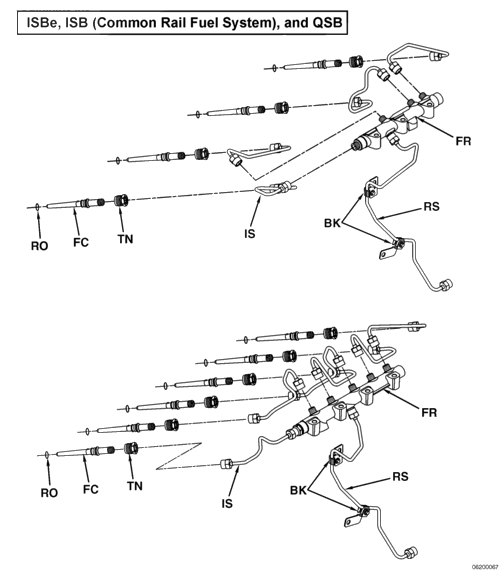 ISBe, ISB (Common Rail Fuel System), and QSB
FR
RO
FC
TN
IS
BK
RS
FR
RO
FC
TN
IS
BK
RS
06200067